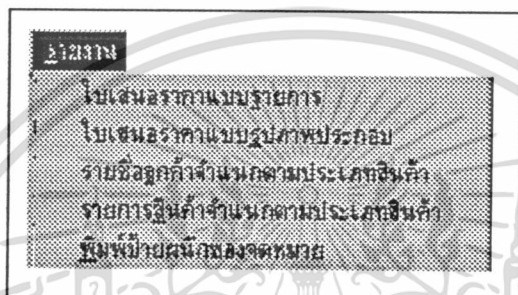 รายงาน
ใบเสนอราคาแบบรายการ
ใบเสนอราคาแบบรูปภาพประกอบ
รายชื่อลูกค้าจำแนกตามประเภทสินค้า
รายการสินค้าจำแนกตามประเภทสินค้า
พิมพ์ป้ายผนึกซองจดหมาย